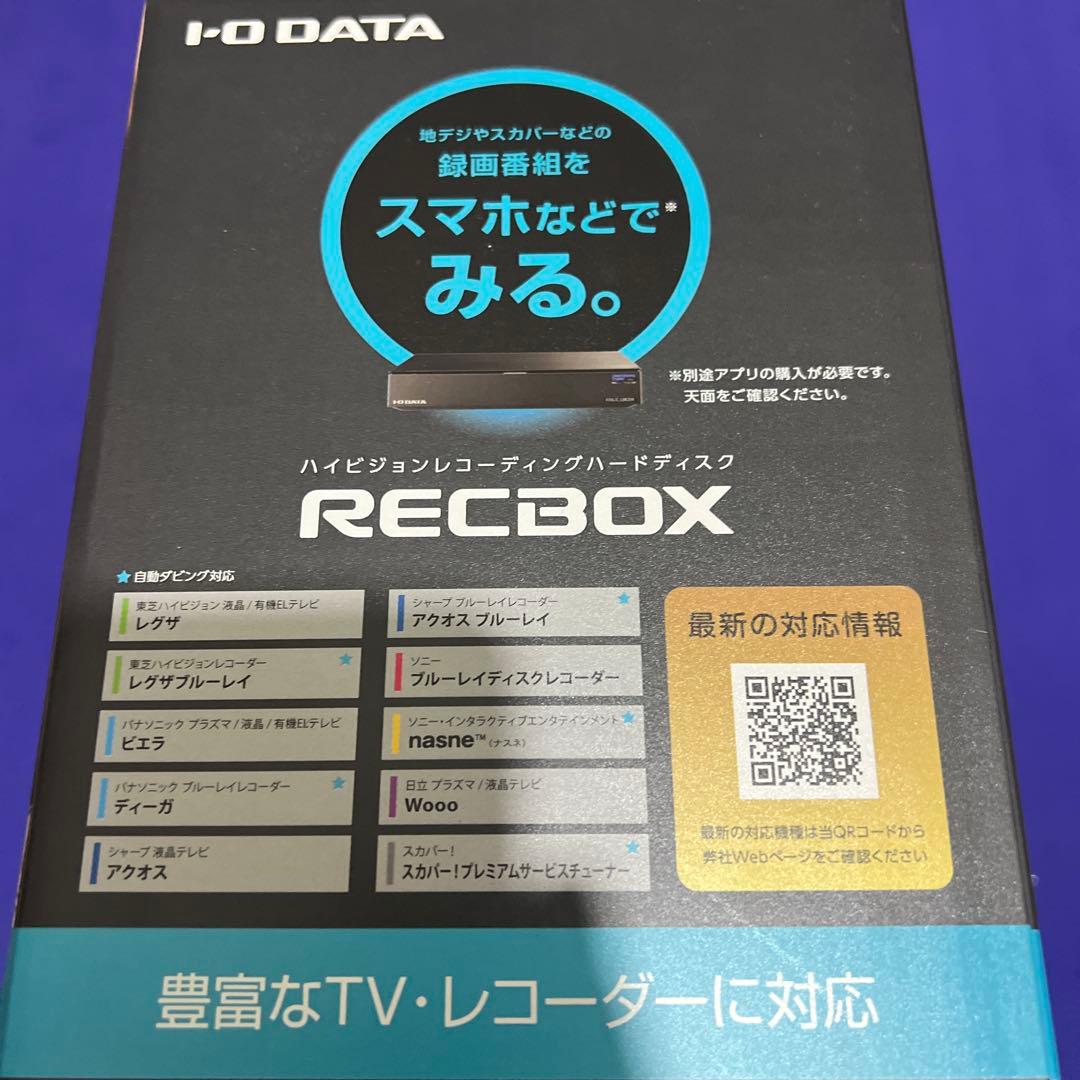 I-O DATA
地デジやスカパーなどの
録画番組を
スマホなどで※
みる。
I-O DATA
※別途アプリの購入が必要です。
天面をご確認ください。
ハイビジョンレコーディングハードディスク
RECBOX
★自動ダビング対応
東芝ハイビジョン 液晶 / 有機ELテレビ
レグザ
東芝ハイビジョンレコーダー ★
レグザブルーレイ
パナソニック プラズマ / 液晶 / 有機ELテレビ
ビエラ
パナソニック ブルーレイレコーダー ★
ディーガ
シャープ 液晶テレビ
アクオス
シャープ ブルーレイレコーダー ★
アクオス ブルーレイ
ソニー
ブルーレイディスクレコーダー
ソニー・インタラクティブエンタテインメント ★
nasne™（ナスネ）
日立 プラズマ / 液晶テレビ
Wooo
スカパー！ ★
スカパー！プレミアムサービスチューナー
最新の対応情報
最新の対応機種は当QRコードから
弊社Webページをご確認ください
豊富なTV・レコーダーに対応